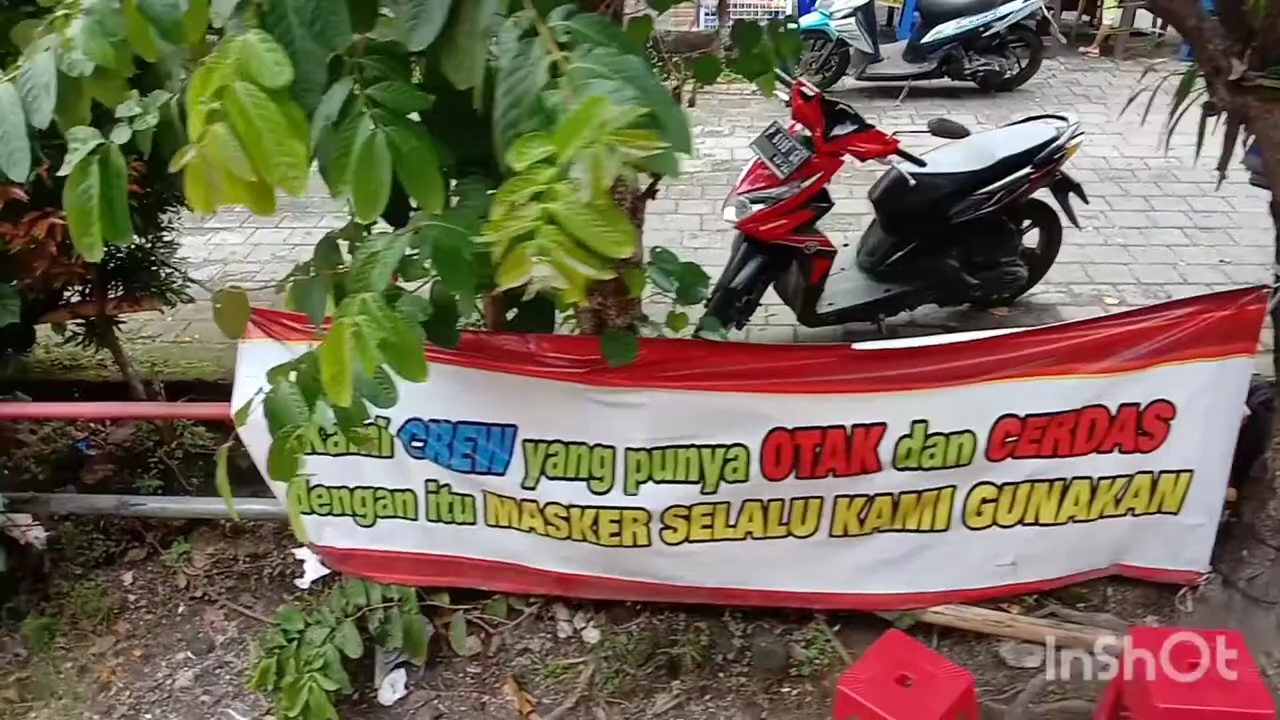 Kami CREW yang punya OTAK dan CERDAS
dengan itu MASKER SELALU KAMI GUNAKAN
InShOt